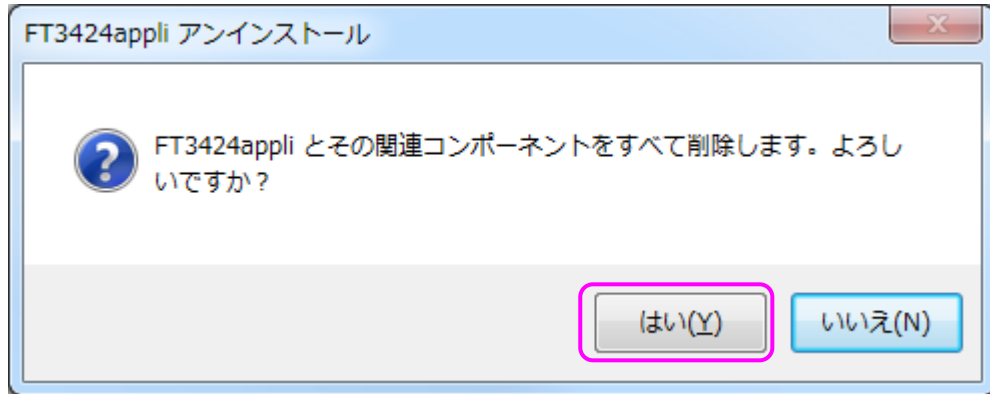 FT3424appli アンインストール
FT3424appli とその関連コンポーネントをすべて削除します。よろし
いですか？
はい(Y)
いいえ(N)